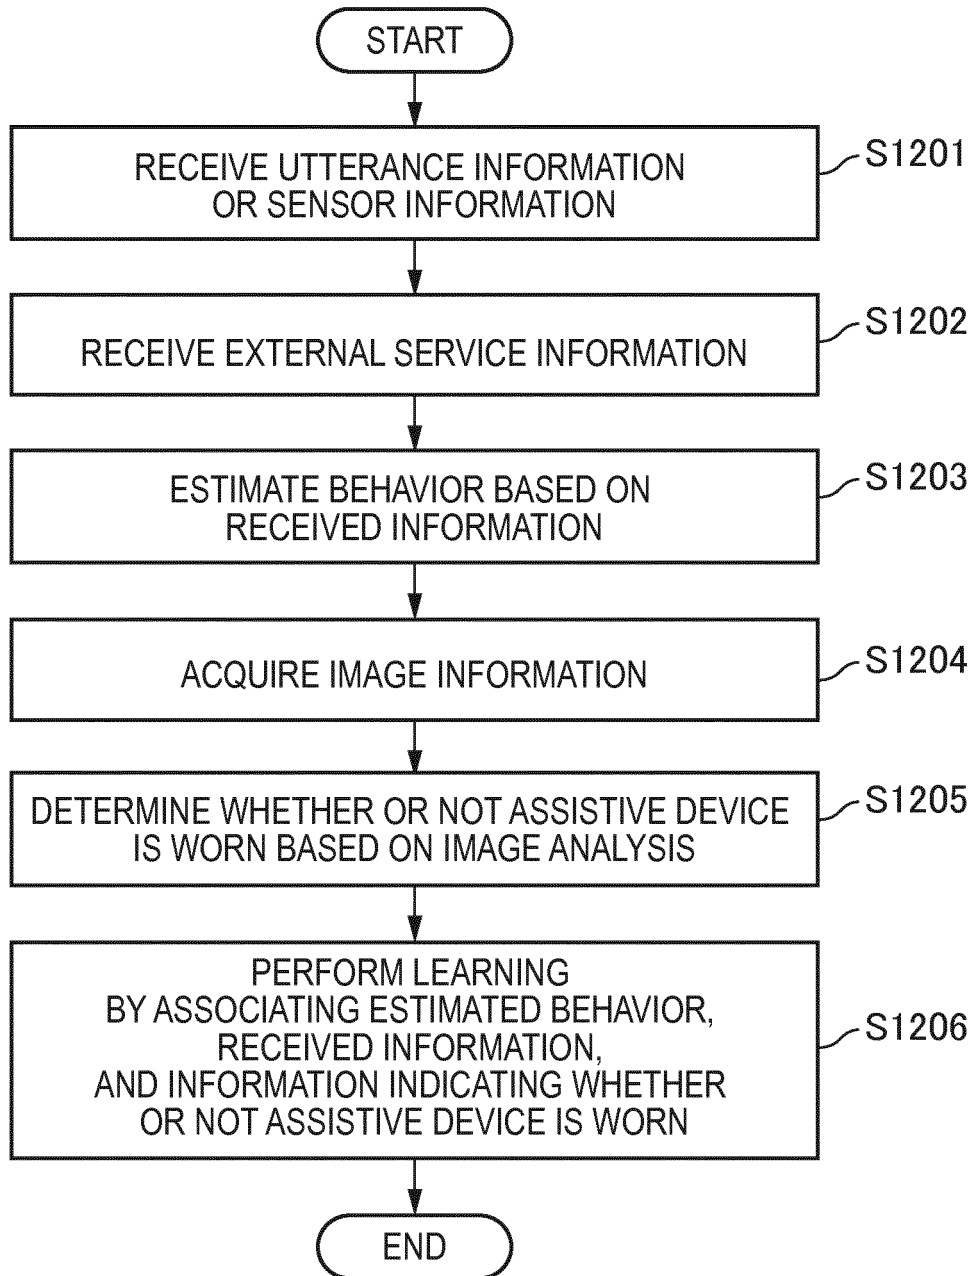 START
RECEIVE UTTERANCE INFORMATION
OR SENSOR INFORMATION
S1201
RECEIVE EXTERNAL SERVICE INFORMATION
S1202
ESTIMATE BEHAVIOR BASED ON
RECEIVED INFORMATION
S1203
ACQUIRE IMAGE INFORMATION
S1204
DETERMINE WHETHER OR NOT ASSISTIVE DEVICE
IS WORN BASED ON IMAGE ANALYSIS
S1205
PERFORM LEARNING
BY ASSOCIATING ESTIMATED BEHAVIOR,
RECEIVED INFORMATION,
AND INFORMATION INDICATING WHETHER
OR NOT ASSISTIVE DEVICE IS WORN
S1206
END